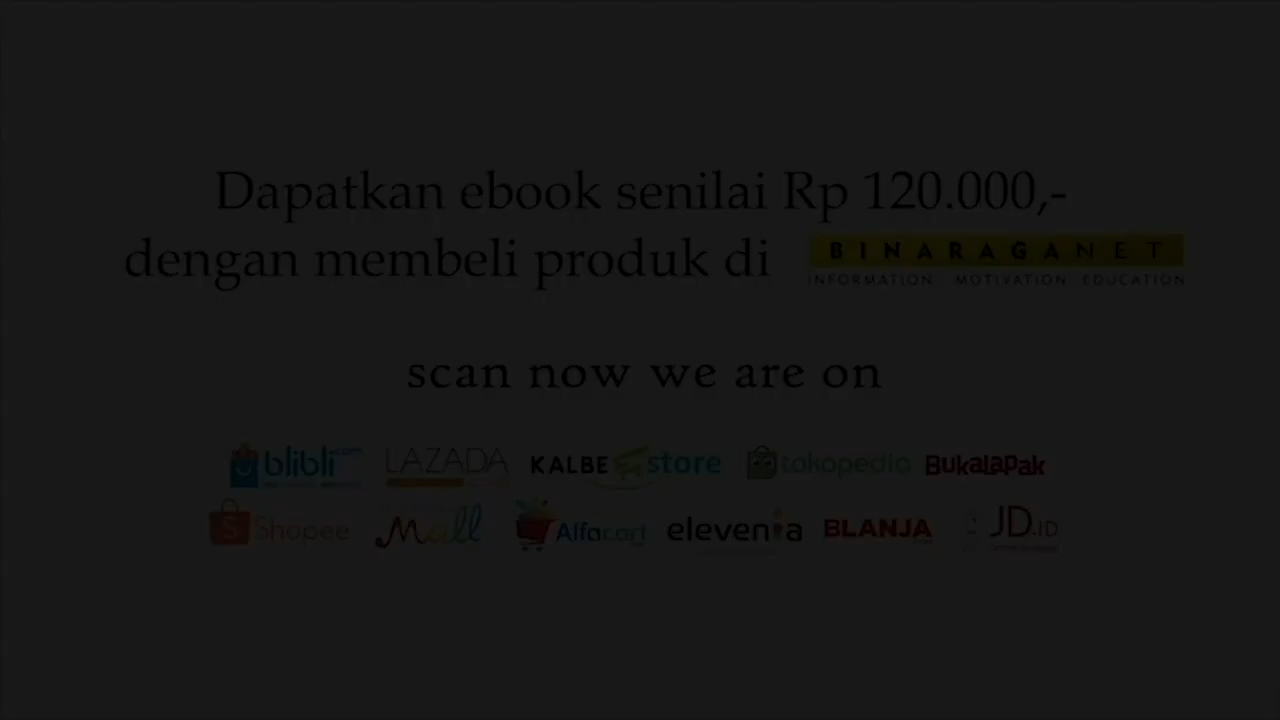 Dapatkan ebook senilai Rp 120.000,-
dengan membeli produk di BINARAGANET
INFORMATION MOTIVATION EDUCATION
scan now we are on
blibli.com LAZADA KALBE store tokopedia BukalaPak
Shopee Mall Alfacart elevenia BLANJA JD.ID